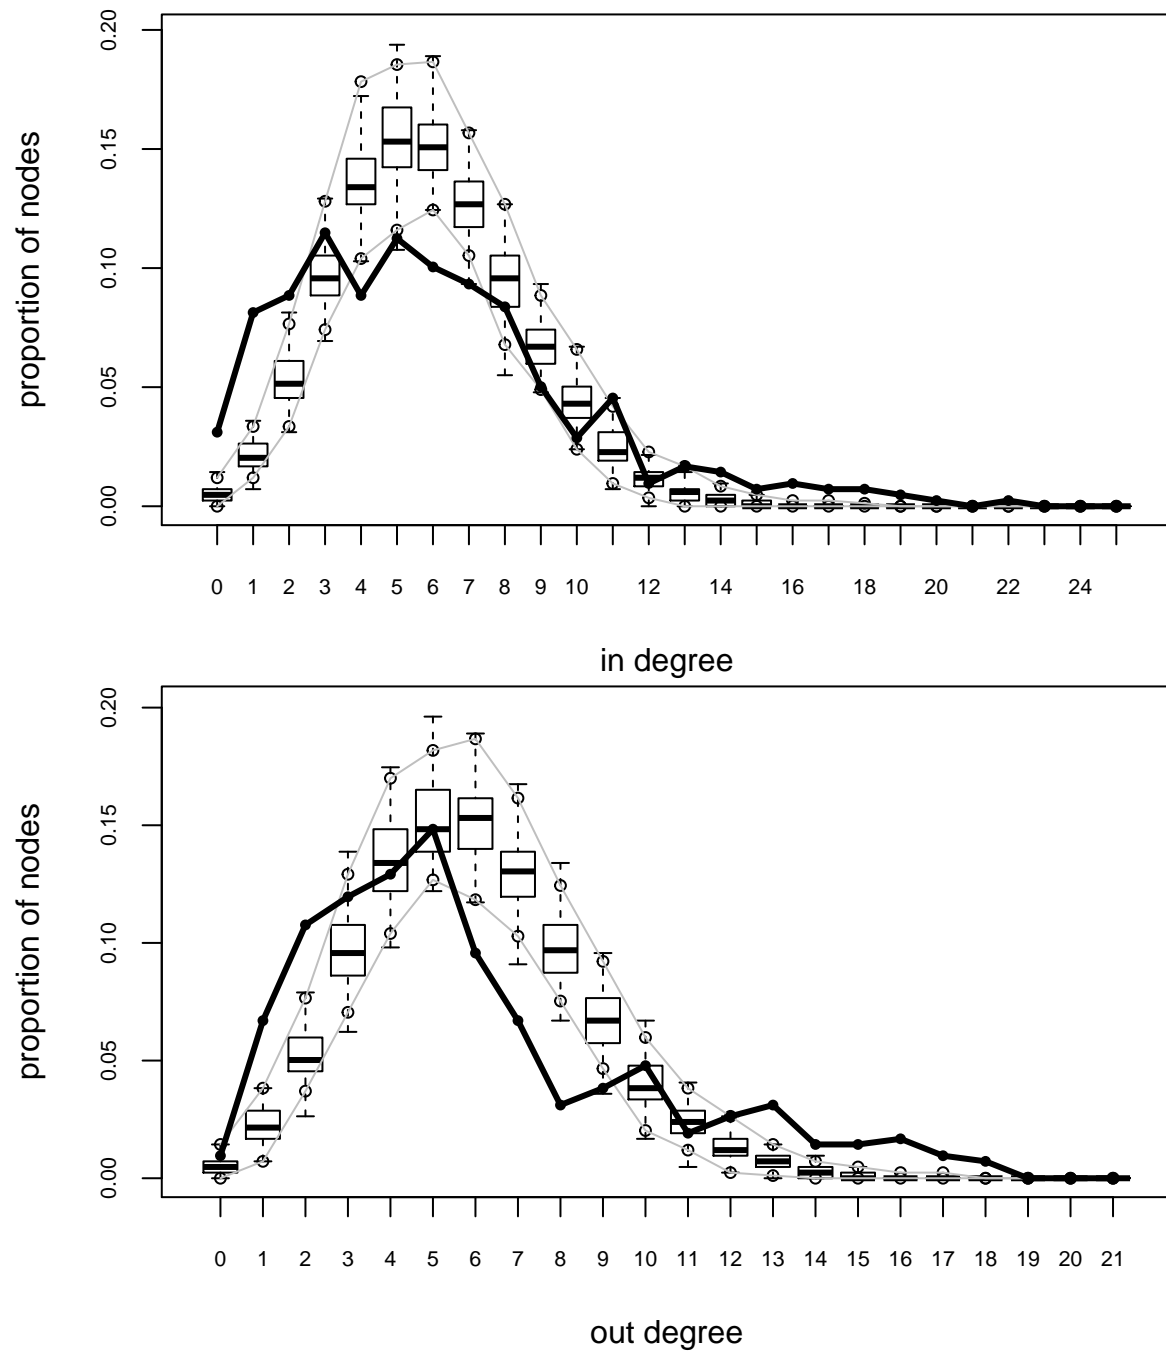 0.20
0.15
0.10
0.05
0.00
proportion of nodes
0 1 2 3 4 5 6 7 8 9 10 12 14 16 18 20 22 24
in degree
0.20
0.15
0.10
0.05
0.00
proportion of nodes
0 1 2 3 4 5 6 7 8 9 10 11 12 13 14 15 16 17 18 19 20 21
out degree